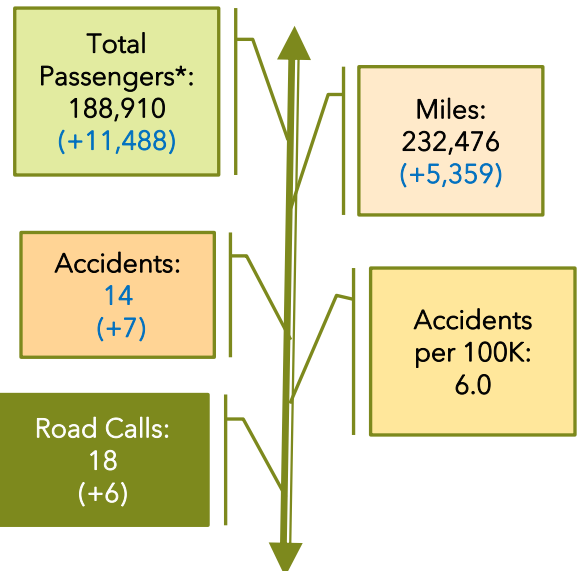 Total
Passengers*:
188,910
(+11,488)
Miles:
232,476
(+5,359)
Accidents:
14
(+7)
Accidents
per 100K:
6.0
Road Calls:
18
(+6)